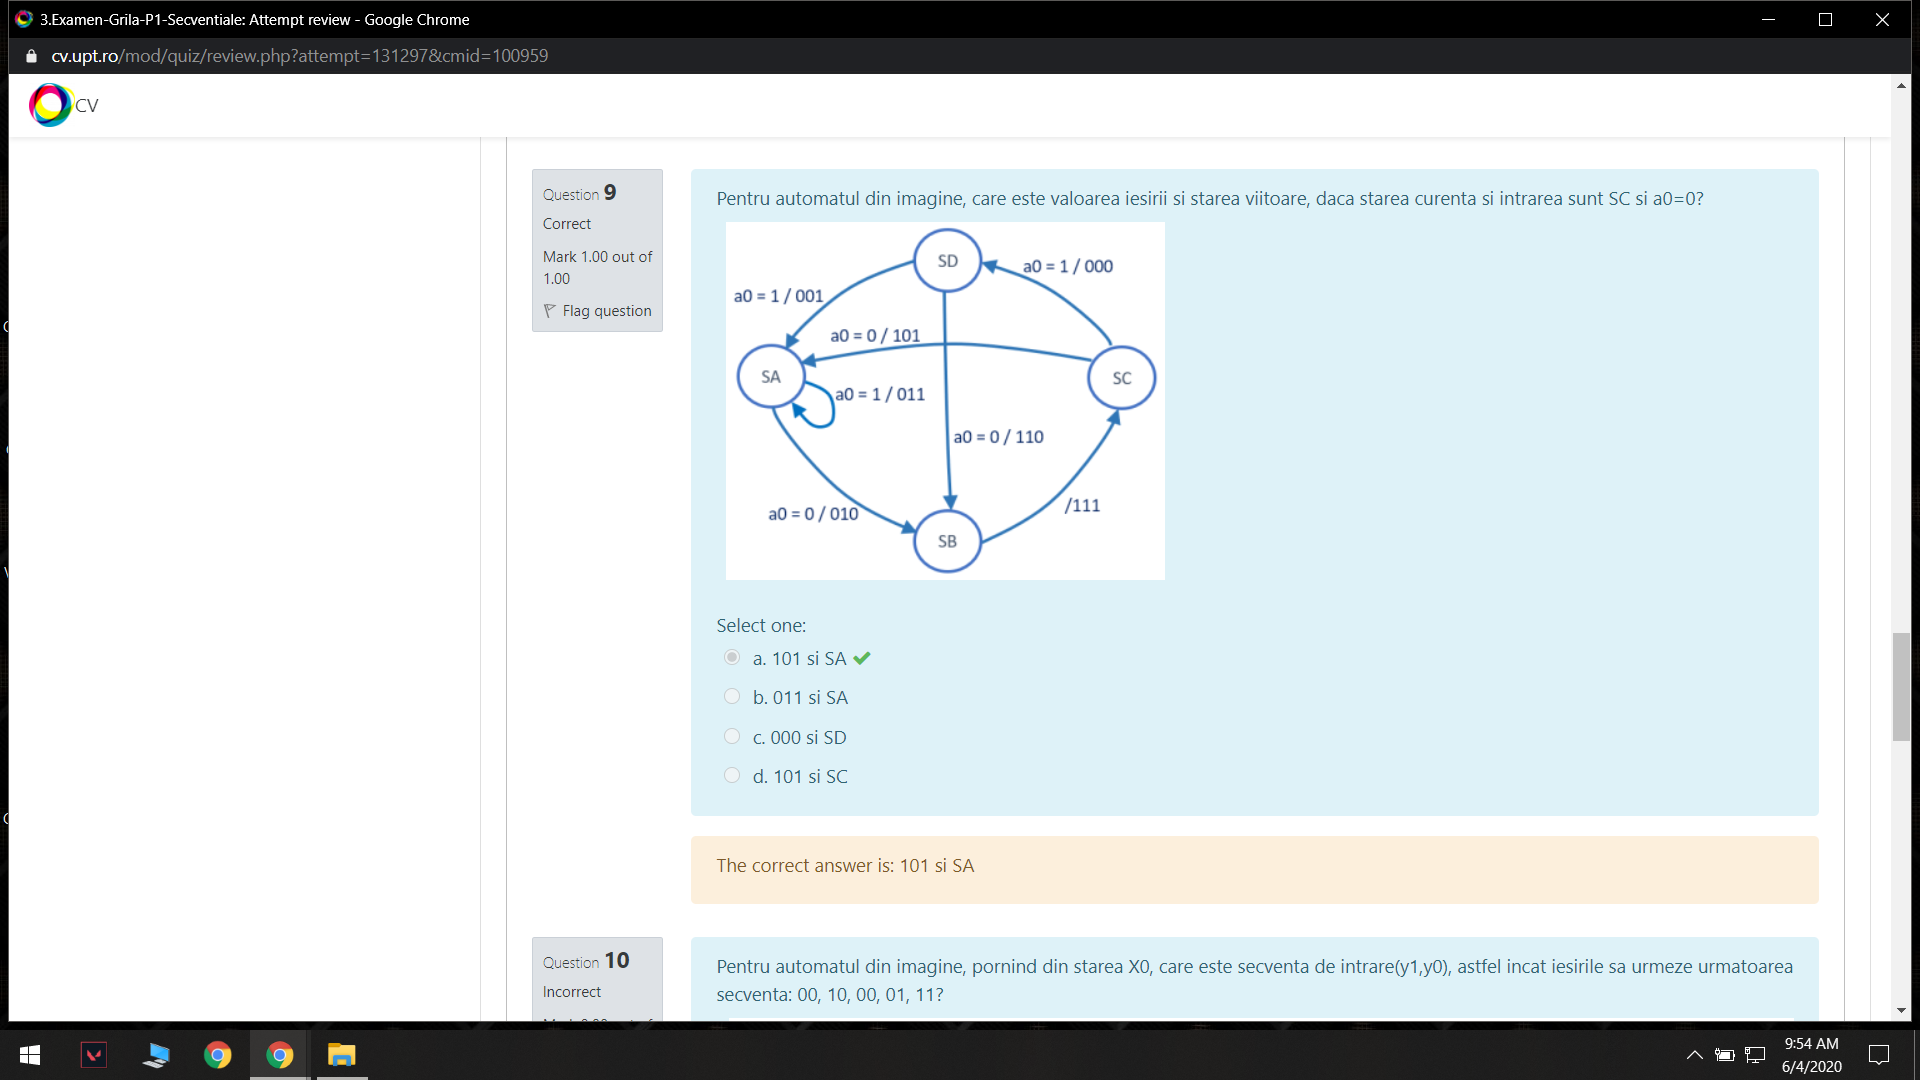 3.Examen-Grila-P1-Secventiale: Attempt review - Google Chrome
cv.upt.ro/mod/quiz/review.php?attempt=131297&cmid=100959
CV
Question 9
Correct
Mark 1.00 out of
1.00
Flag question
Pentru automatul din imagine, care este valoarea iesirii si starea viitoare, daca starea curenta si intrarea sunt SC si a0=0?
SD
a0 = 1 / 000
a0 = 1 / 001
a0 = 0 / 101
SA
SC
a0 = 1 / 011
a0 = 0 / 110
/111
a0 = 0 / 010
SB
Select one:
a. 101 si SA
b. 011 si SA
c. 000 si SD
d. 101 si SC
The correct answer is: 101 si SA
Question 10
Incorrect
Pentru automatul din imagine, pornind din starea X0, care este secventa de intrare(y1,y0), astfel incat iesirile sa urmeze urmatoarea
secventa: 00, 10, 00, 01, 11?
9:54 AM
6/4/2020